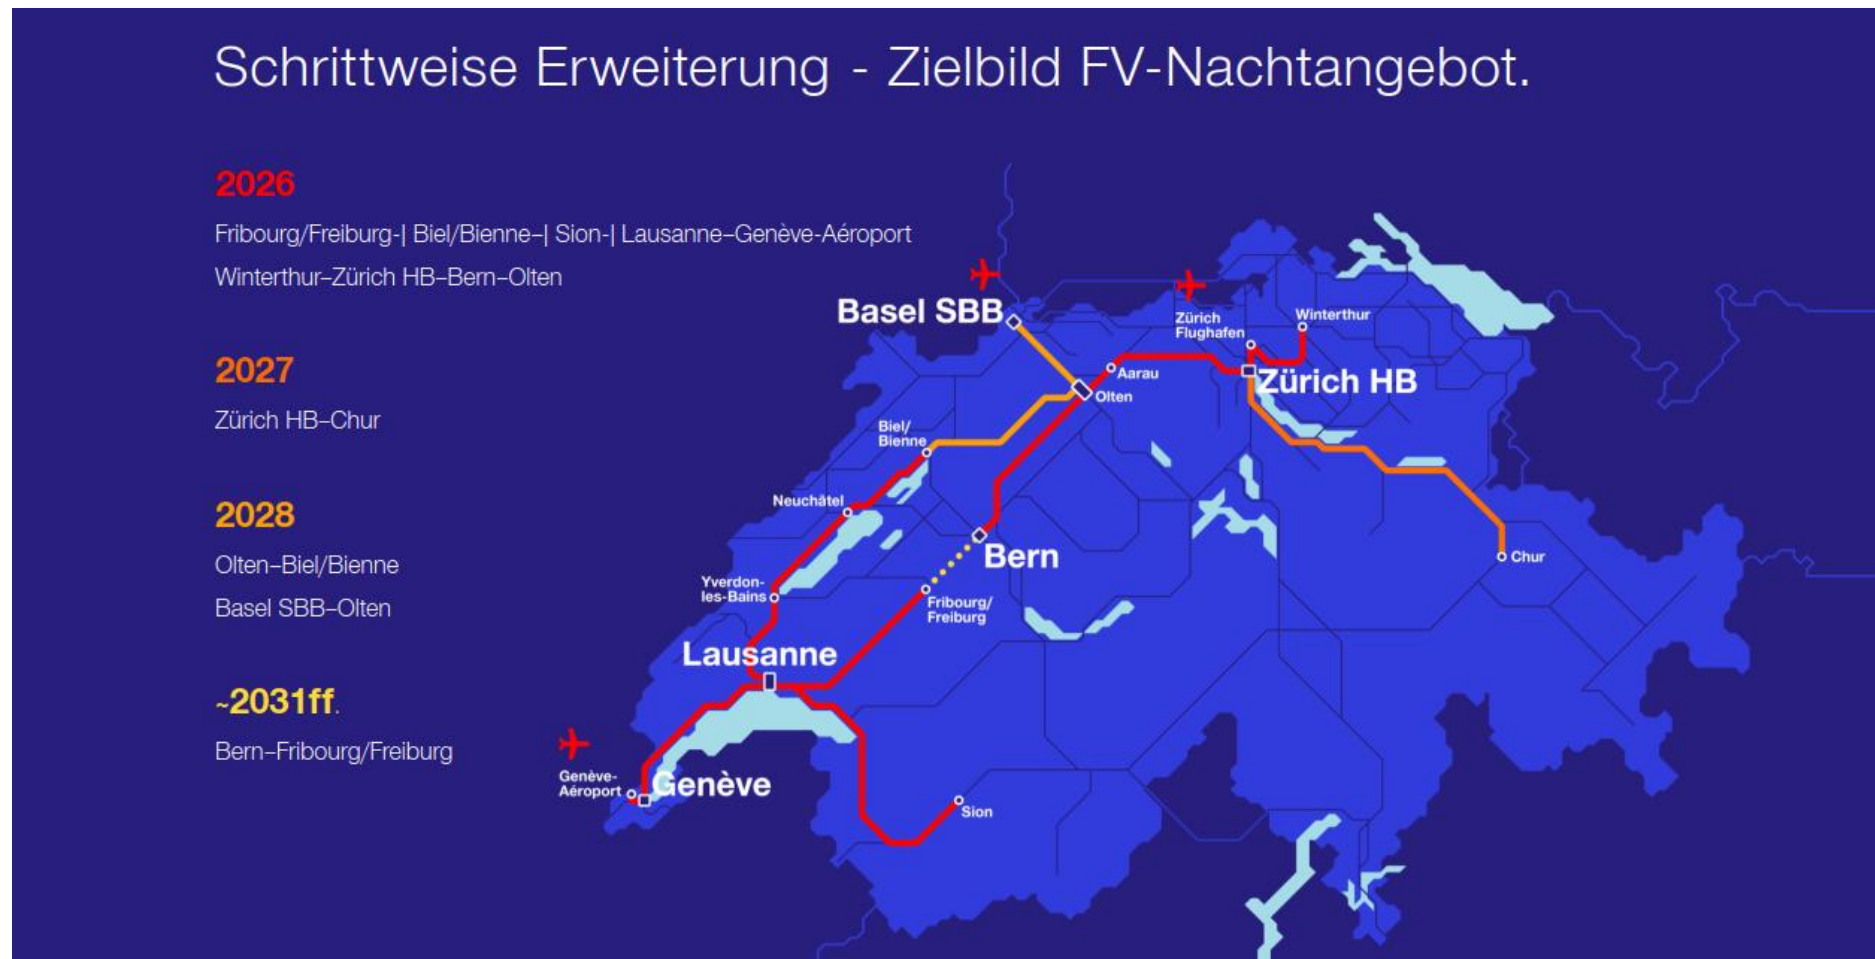 Schrittweise Erweiterung - Zielbild FV-Nachtangebot.
2026
Fribourg/Freiburg-| Biel/Bienne–| Sion-| Lausanne–Genève-Aéroport
Winterthur–Zürich HB–Bern–Olten
2027
Zürich HB–Chur
2028
Olten–Biel/Bienne
Basel SBB–Olten
~2031ff.
Bern–Fribourg/Freiburg
Basel SBB
Zürich
Flughafen
Winterthur
Aarau
Zürich HB
Olten
Biel/
Bienne
Neuchâtel
Bern
Chur
Yverdon-
les-Bains
Fribourg/
Freiburg
Lausanne
Genève-
Aéroport
Genève
Sion